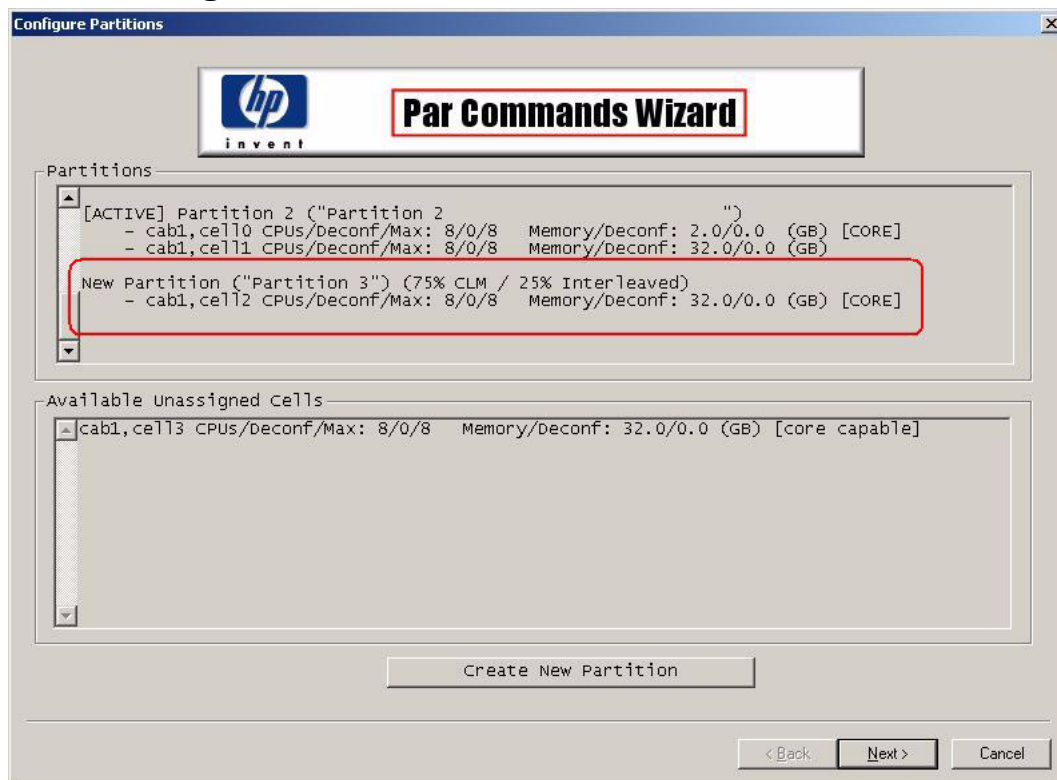 Configure Partitions
hp
invent
Par Commands Wizard
Partitions
[ACTIVE] Partition 2 ("Partition 2                    ")
- cab1,cell0 CPUs/Deconf/Max: 8/0/8   Memory/Deconf: 2.0/0.0  (GB) [CORE]
- cab1,cell1 CPUs/Deconf/Max: 8/0/8   Memory/Deconf: 32.0/0.0 (GB)
New Partition ("Partition 3") (75% CLM / 25% Interleaved)
- cab1,cell2 CPUs/Deconf/Max: 8/0/8   Memory/Deconf: 32.0/0.0 (GB) [CORE]
Available Unassigned Cells
cab1,cell3 CPUs/Deconf/Max: 8/0/8   Memory/Deconf: 32.0/0.0 (GB) [core capable]
Create New Partition
< Back   Next >   Cancel